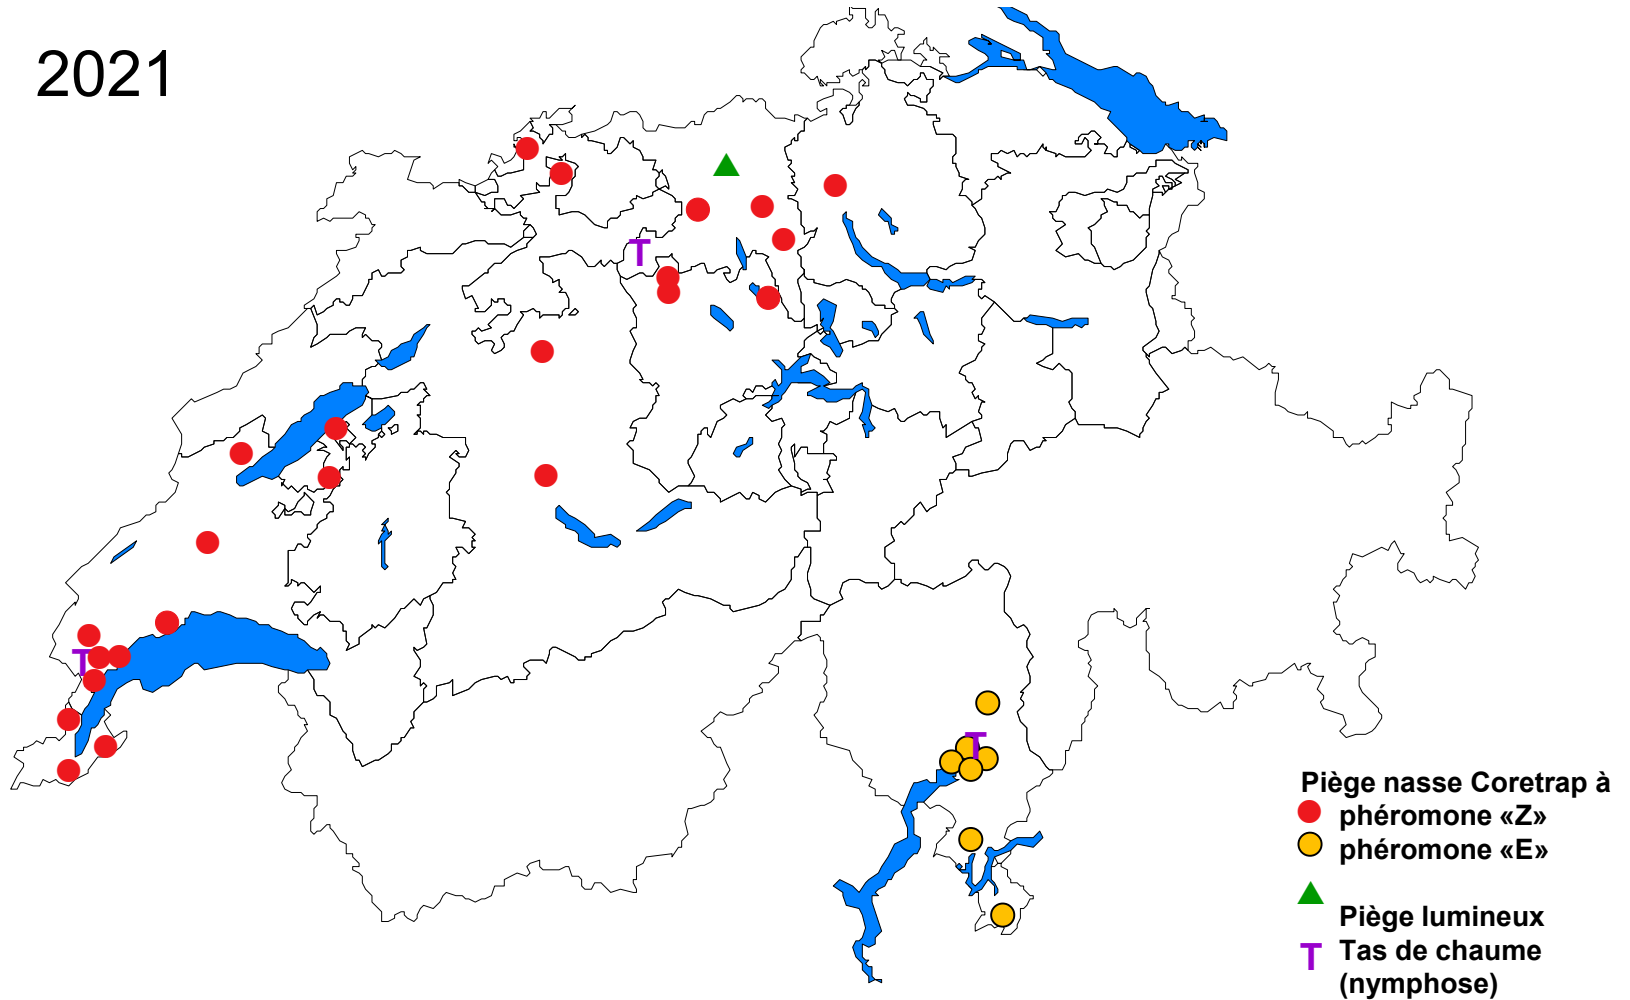 2021
T
T
T
Piège nasse Coretrap à
phéromone «Z»
phéromone «E»
Piège lumineux
T Tas de chaume
(nymphose)